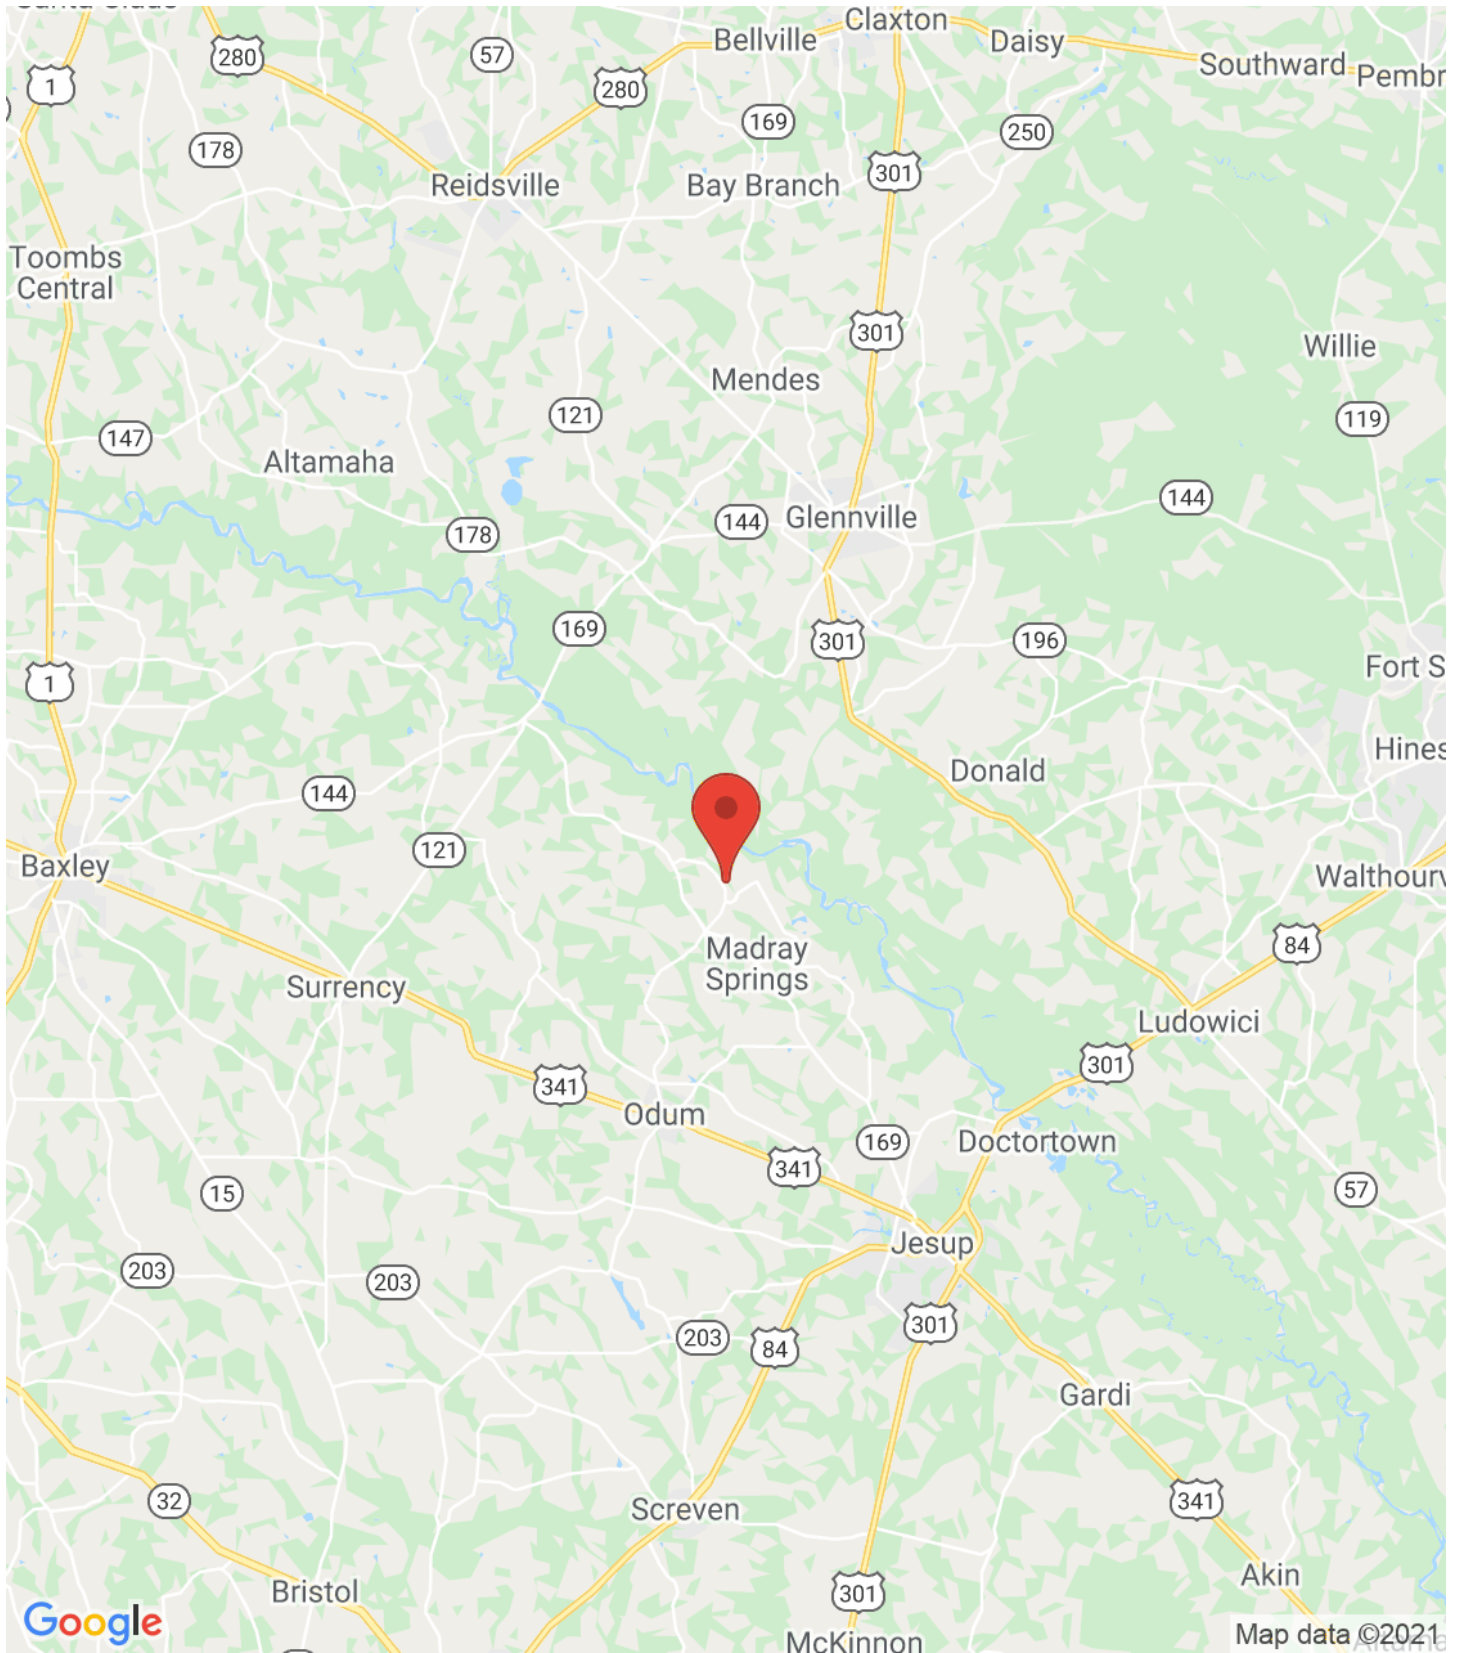 Claxton
Bellville
Daisy
280
57
Southward
Pembr
1
280
169
250
178
301
Reidsville
Bay Branch
Toombs
Central
301
Willie
Mendes
121
119
147
Altamaha
144
144
Glennville
178
169
301
196
Fort S
1
Hines
Donald
144
121
Baxley
Walthourv
84
Madray
Springs
Surrency
Ludowici
301
341
Odum
169
Doctortown
341
15
57
Jesup
203
203
301
203
84
Gardi
32
341
Screven
Akin
Bristol
301
Google
Map data ©2021
McKinnon